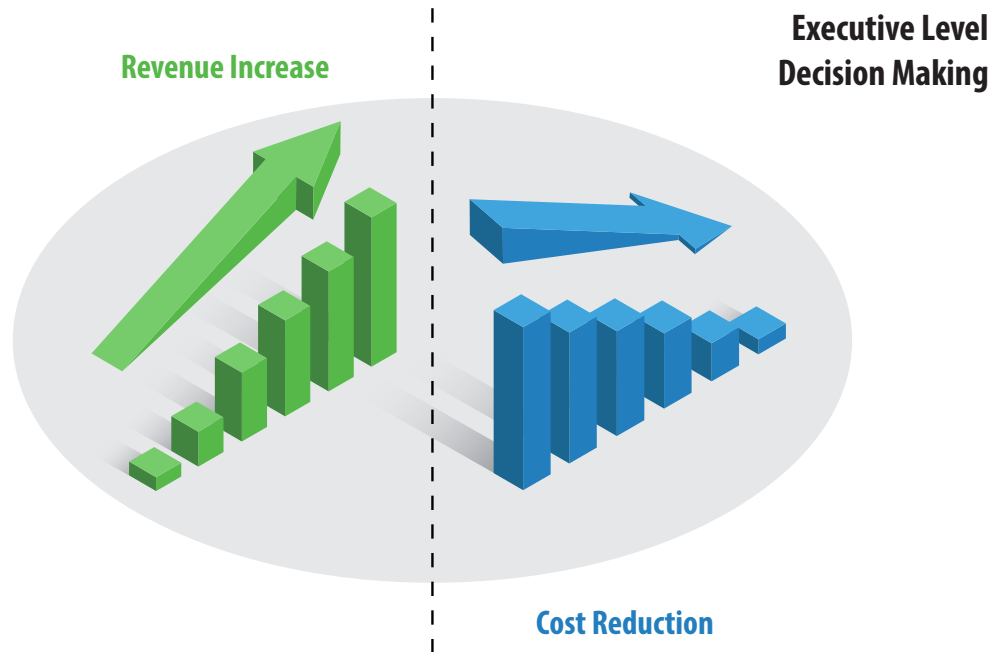 Executive Level
Decision Making
Revenue Increase
Cost Reduction